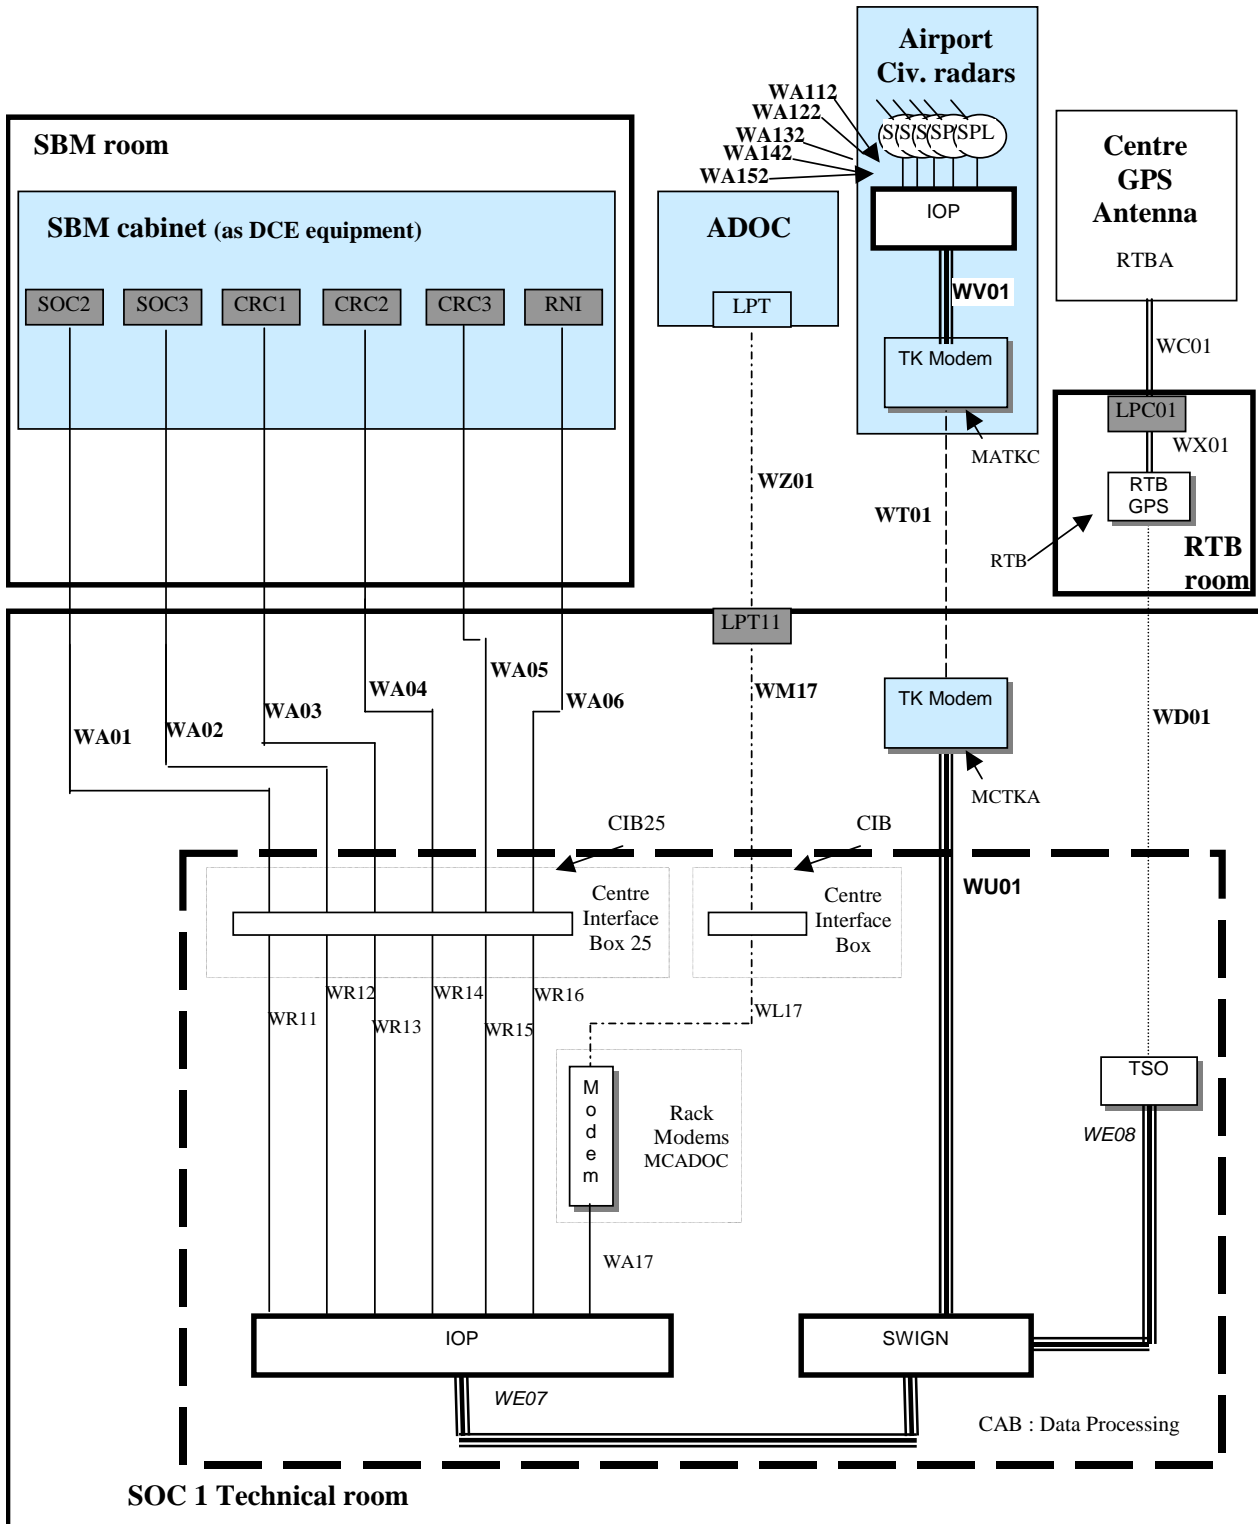 Airport
Civ. radars
WA112
WA122
WA132
WA142
WA152
S S S SP SPL
IOP
WV01
TK Modem
MATKC
SBM room
SBM cabinet (as DCE equipment)
SOC2 SOC3 CRC1 CRC2 CRC3 RNI
ADOC
LPT
Centre
GPS
Antenna
RTBA
WC01
LPC01
WX01
RTB
GPS
RTB
RTB
room
WZ01
WT01
LPT11
WA01
WA02
WA03
WA04
WA05
WA06
WM17
TK Modem
MCTKA
WD01
CIB25
CIB
Centre
Interface
Box 25
Centre
Interface
Box
WU01
WR11
WR12
WR13
WR14
WR15
WR16
WL17
Modem
Rack
Modems
MCADOC
TSO
WE08
WA17
IOP
SWIGN
WE07
CAB : Data Processing
SOC 1 Technical room